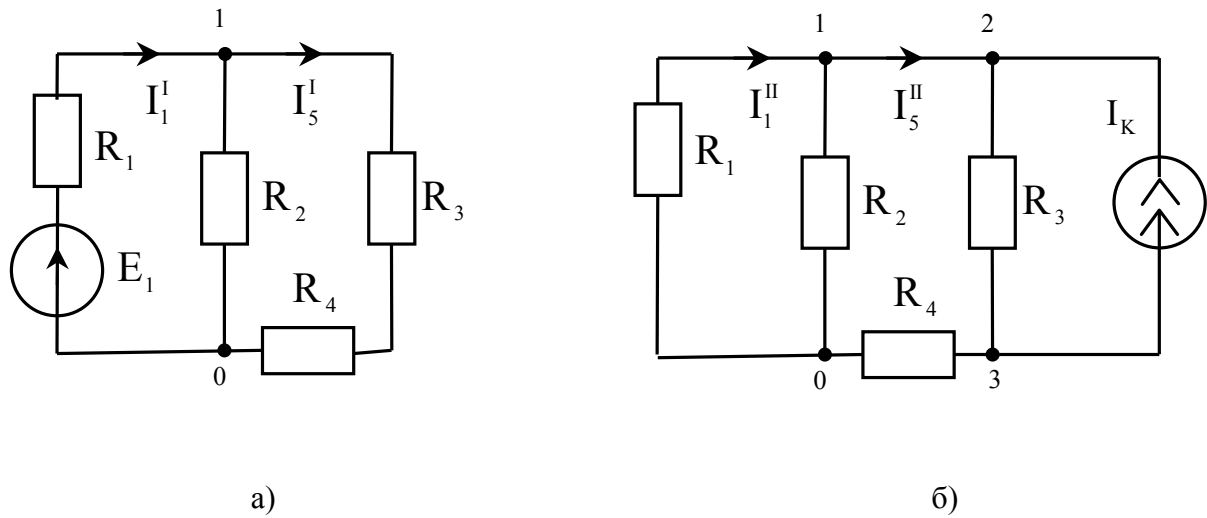 1
I₁ᴵ
I₅ᴵ
R₁
R₂
R₃
E₁
R₄
0
а)
1
2
I₁ᴵᴵ
I₅ᴵᴵ
I_K
R₁
R₂
R₃
R₄
0
3
б)